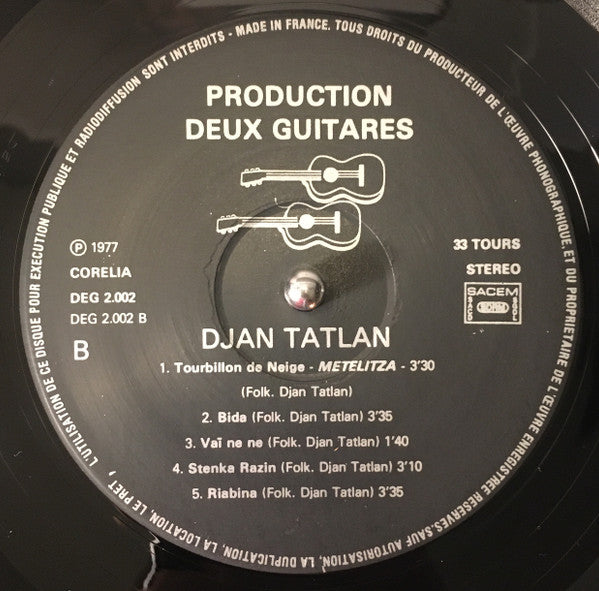 PRODUCTION
DEUX GUITARES
Ⓟ 1977
CORELIA
DEG 2.002
DEG 2.002 B
B
33 TOURS
STEREO
SACEM
DJAN TATLAN
1. Tourbillon de Neige - METELITZA - 3'30
(Folk. Djan Tatlan)
2. Bida (Folk. Djan Tatlan) 3'35
3. Vaï ne ne (Folk. Djan Tatlan) 1'40
4. Stenka Razin (Folk. Djan Tatlan) 3'10
5. Riabina (Folk. Djan Tatlan) 3'35
MADE IN FRANCE. TOUS DROITS DU PRODUCTEUR DE L'ŒUVRE PHONOGRAPHIQUE, ET DU PROPRIETAIRE DE L'ŒUVRE ENREGISTREE RESERVES. SAUF AUTORISATION, LA DUPLICATION, LA LOCATION, LE PRET, L'UTILISATION DE CE DISQUE POUR EXECUTION PUBLIQUE ET RADIODIFFUSION SONT INTERDITS -